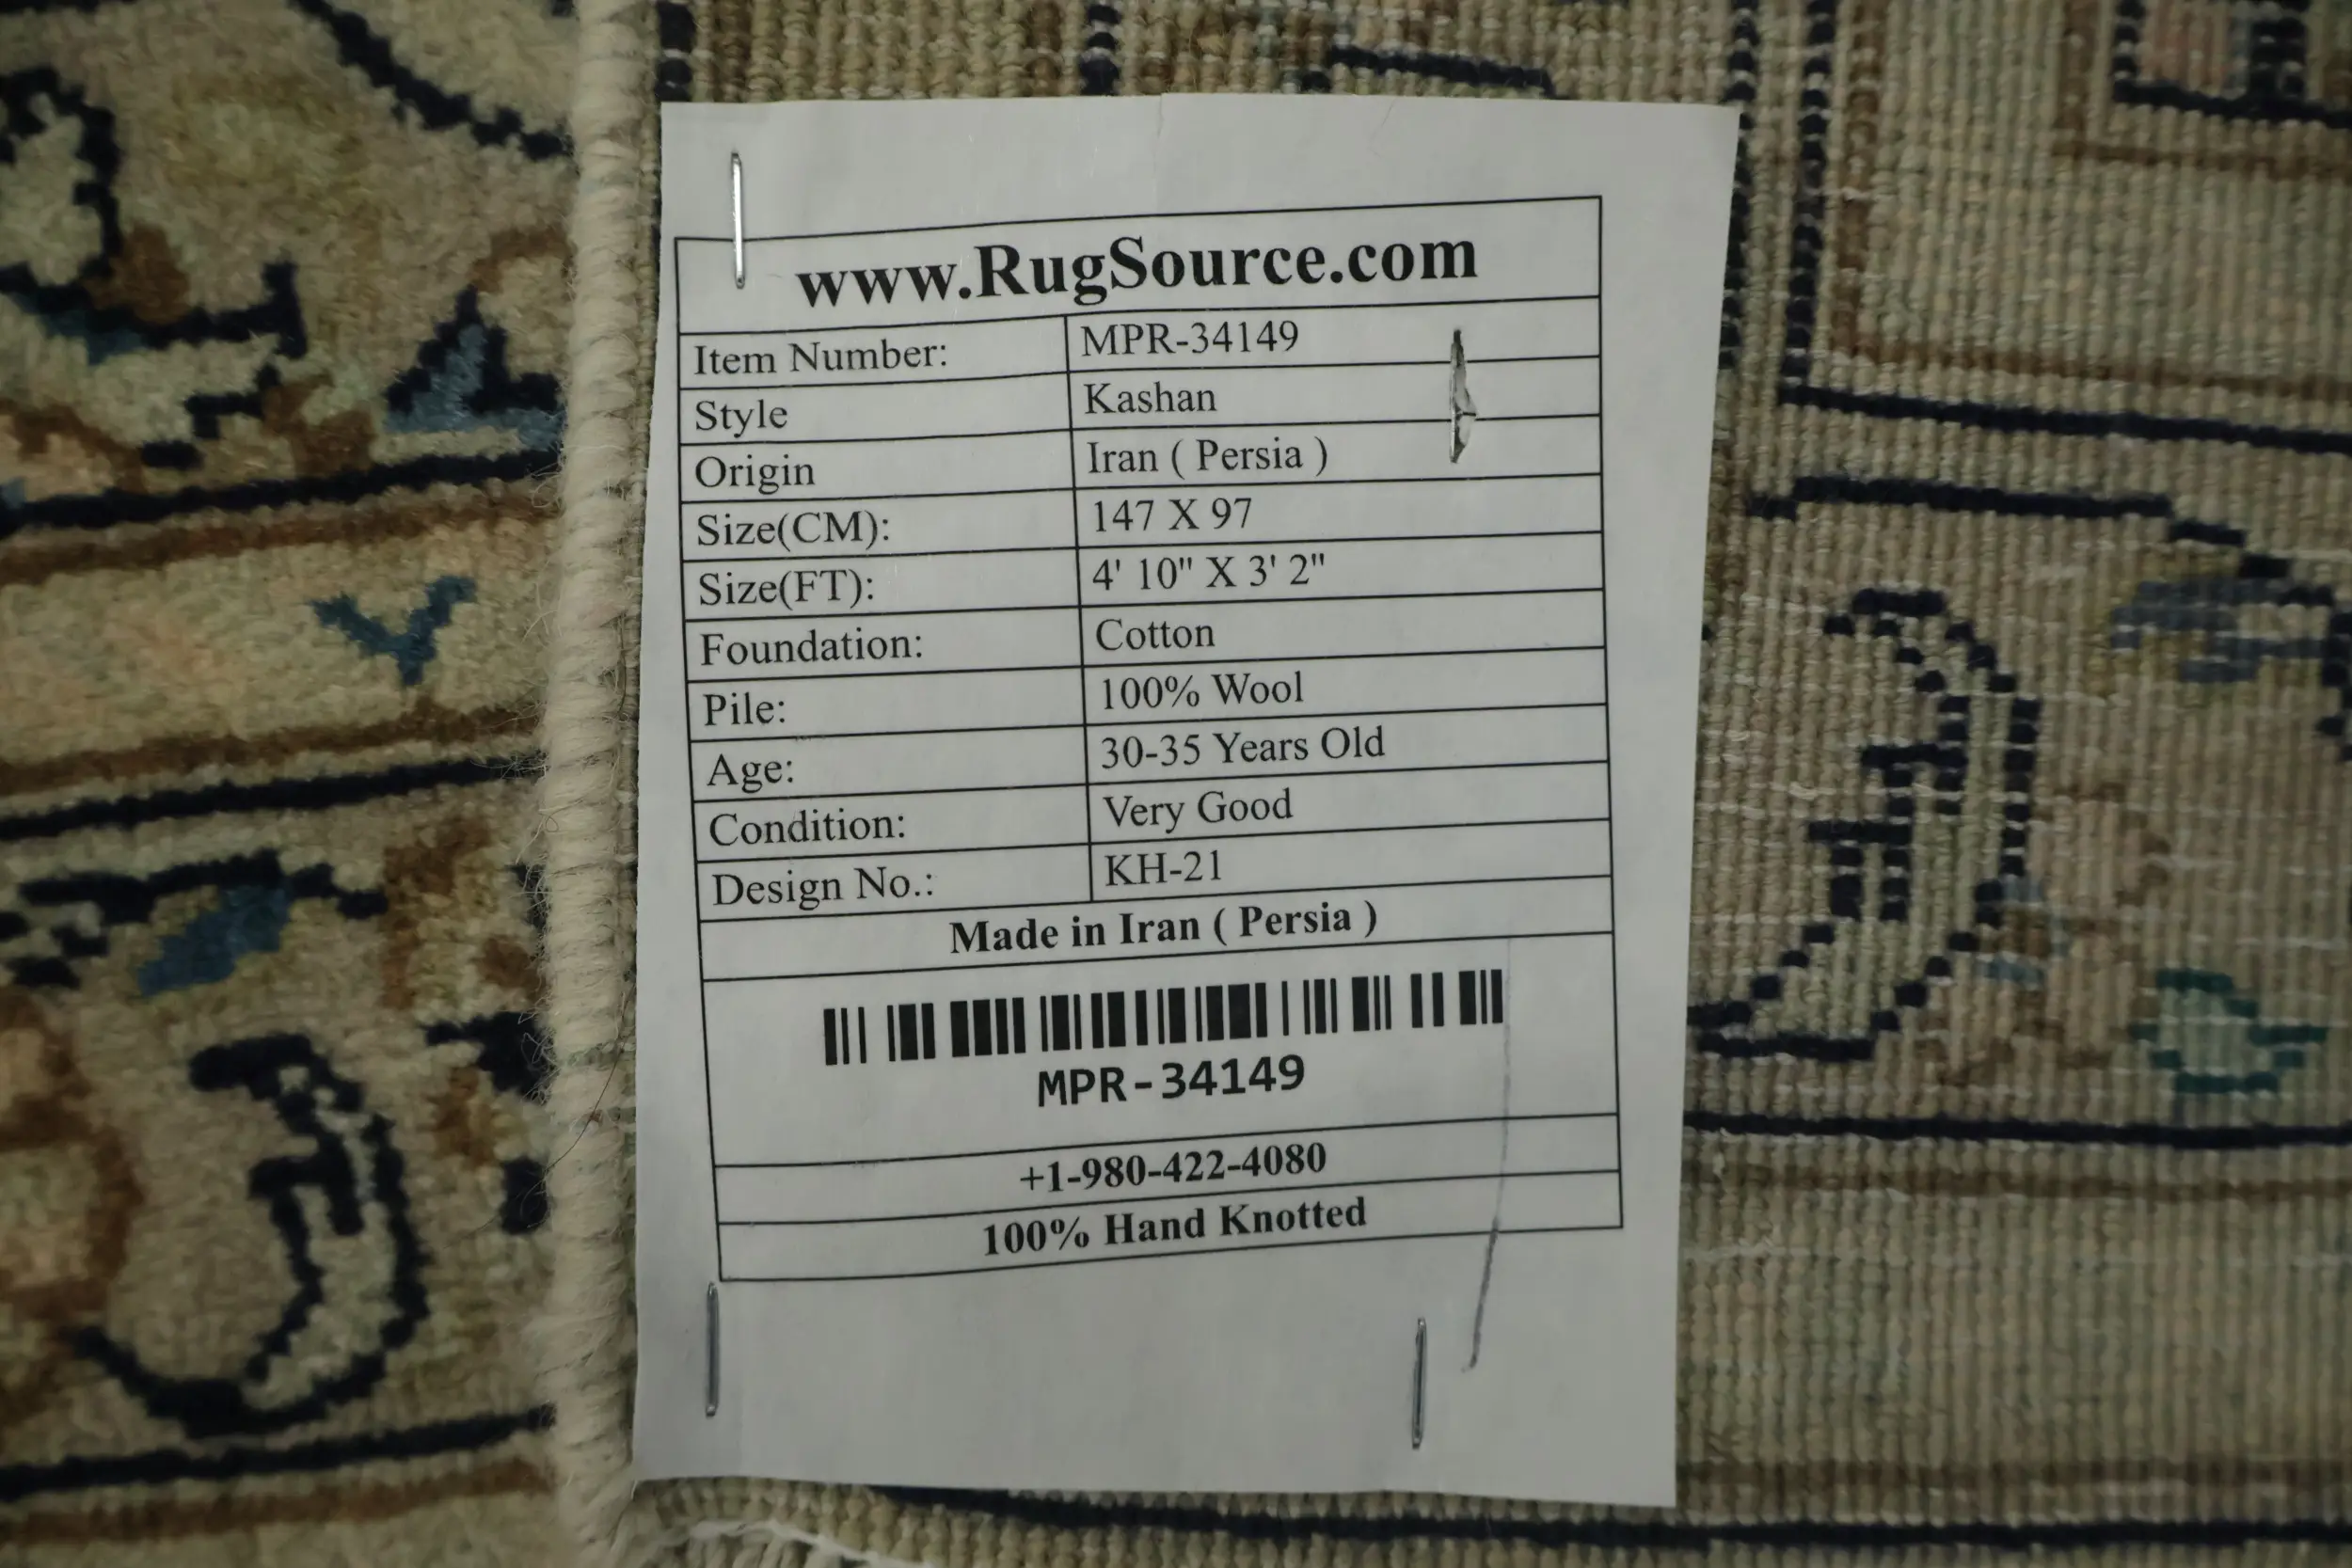 www.RugSource.com
Item Number: MPR-34149
Style Kashan
Origin Iran ( Persia )
Size(CM): 147 X 97
Size(FT): 4' 10" X 3' 2"
Foundation: Cotton
Pile: 100% Wool
Age: 30-35 Years Old
Condition: Very Good
Design No.: KH-21
Made in Iran ( Persia )
MPR-34149
+1-980-422-4080
100% Hand Knotted